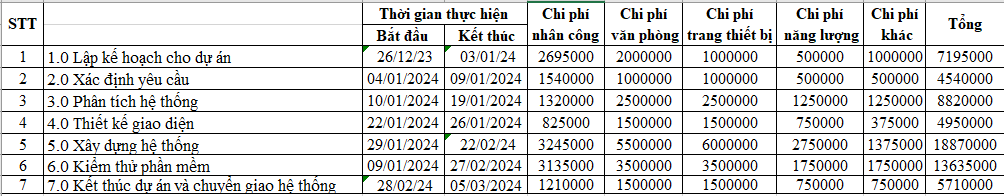 STT Thời gian thực hiện Chi phí nhân công Chi phí văn phòng Chi phí trang thiết bị Chi phí năng lượng Chi phí khác Tổng
Bắt đầu Kết thúc
1 1.0 Lập kế hoạch cho dự án 26/12/23 03/01/24 2695000 2000000 1000000 500000 1000000 7195000
2 2.0 Xác định yêu cầu 04/01/2024 09/01/2024 1540000 1000000 1000000 500000 500000 4540000
3 3.0 Phân tích hệ thống 10/01/2024 19/01/2024 1320000 2500000 2500000 1250000 1250000 8820000
4 4.0 Thiết kế giao diện 22/01/2024 26/01/2024 825000 1500000 1500000 750000 375000 4950000
5 5.0 Xây dựng hệ thống 29/01/2024 22/02/24 3245000 5500000 6000000 2750000 1375000 18870000
6 6.0 Kiểm thử phần mềm 09/01/2024 27/02/2024 3135000 3500000 3500000 1750000 1750000 13635000
7 7.0 Kết thúc dự án và chuyển giao hệ thống 28/02/24 05/03/2024 1210000 1500000 1500000 750000 750000 5710000